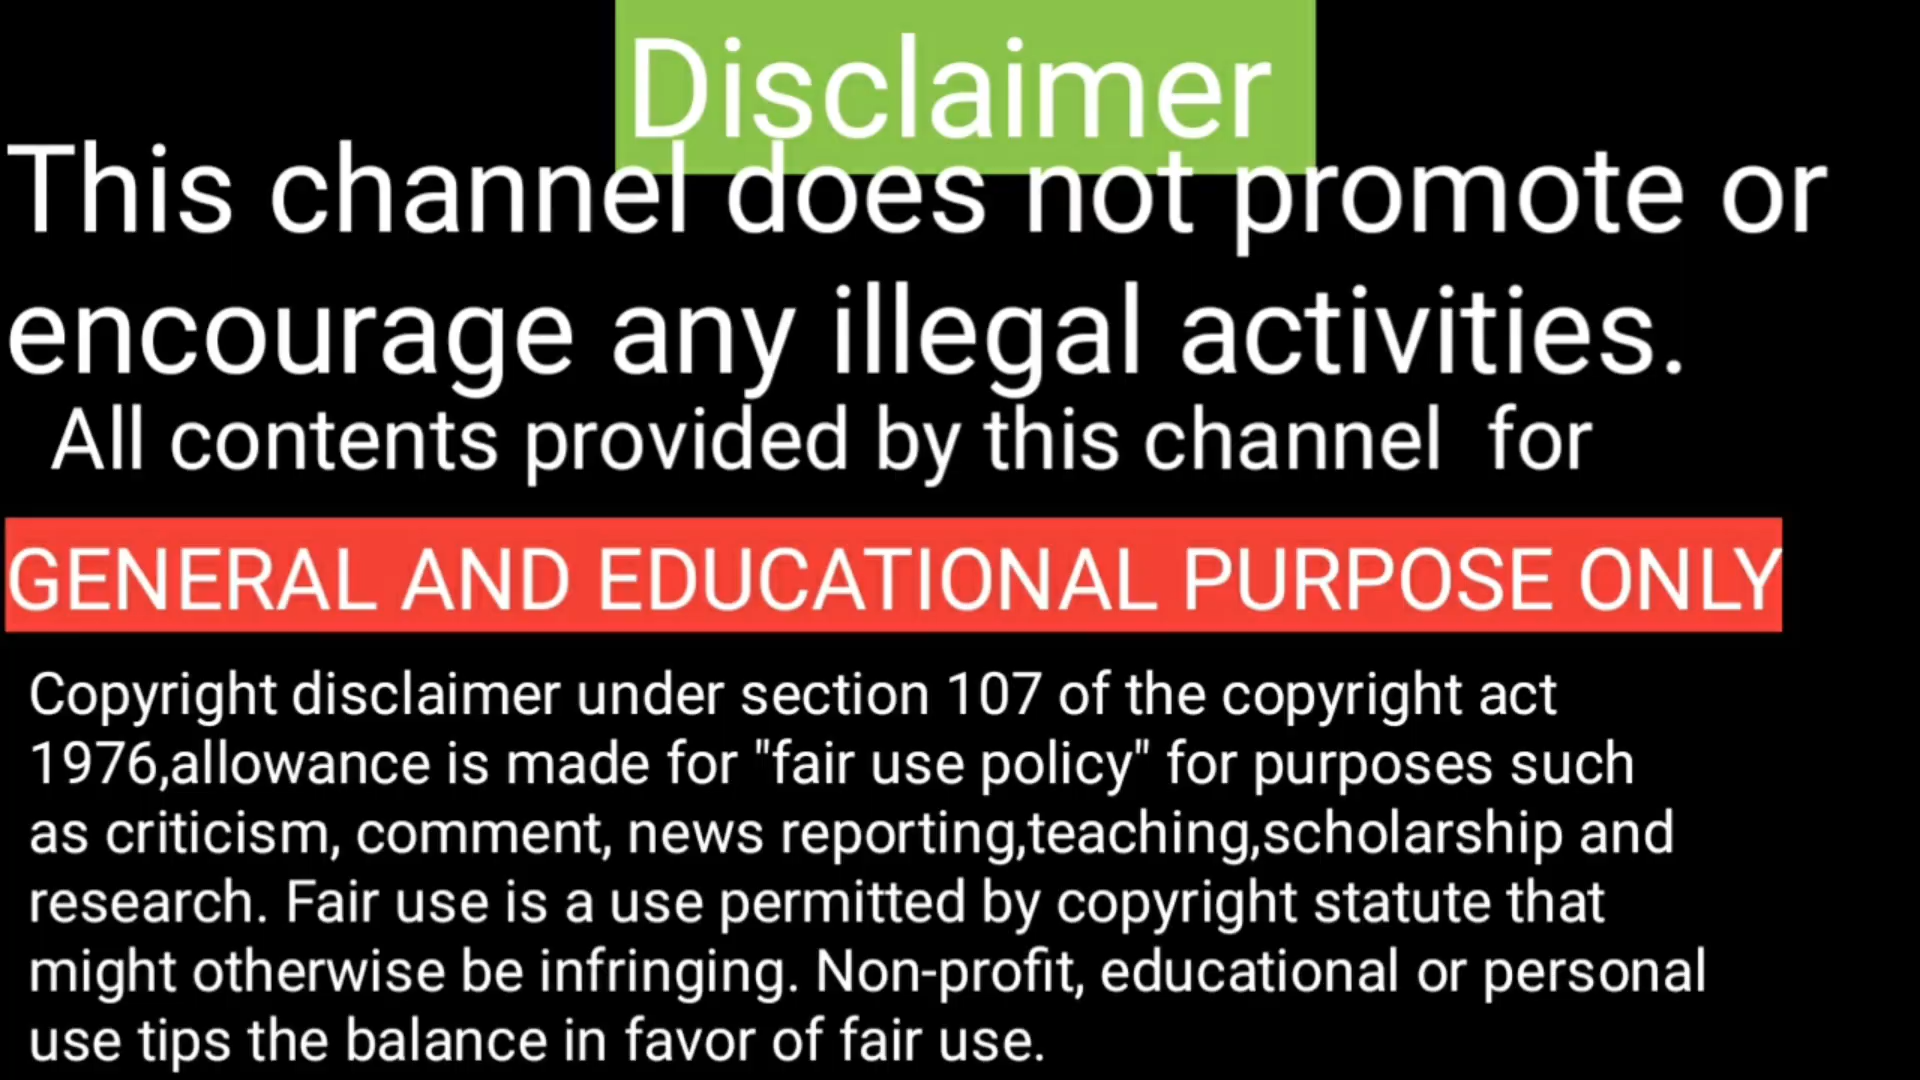 Disclaimer
This channel does not promote or
encourage any illegal activities.
All contents provided by this channel  for
GENERAL AND EDUCATIONAL PURPOSE ONLY
Copyright disclaimer under section 107 of the copyright act
1976,allowance is made for "fair use policy" for purposes such
as criticism, comment, news reporting,teaching,scholarship and
research. Fair use is a use permitted by copyright statute that
might otherwise be infringing. Non-profit, educational or personal
use tips the balance in favor of fair use.